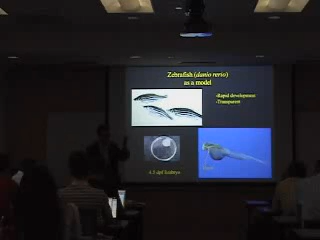 Zebrafish (danio rerio)
as a model
-Rapid development
-Transparent